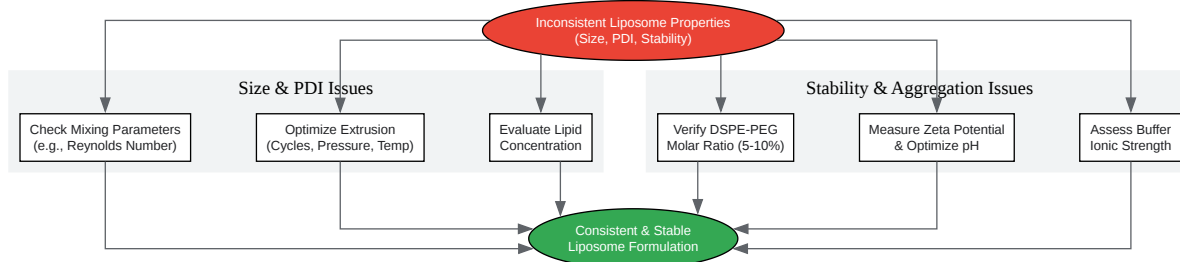 Inconsistent Liposome Properties
(Size, PDI, Stability)
Size & PDI Issues
Stability & Aggregation Issues
Check Mixing Parameters
(e.g., Reynolds Number)
Optimize Extrusion
(Cycles, Pressure, Temp)
Evaluate Lipid
Concentration
Verify DSPE-PEG
Molar Ratio (5-10%)
Measure Zeta Potential
& Optimize pH
Assess Buffer
Ionic Strength
Consistent & Stable
Liposome Formulation